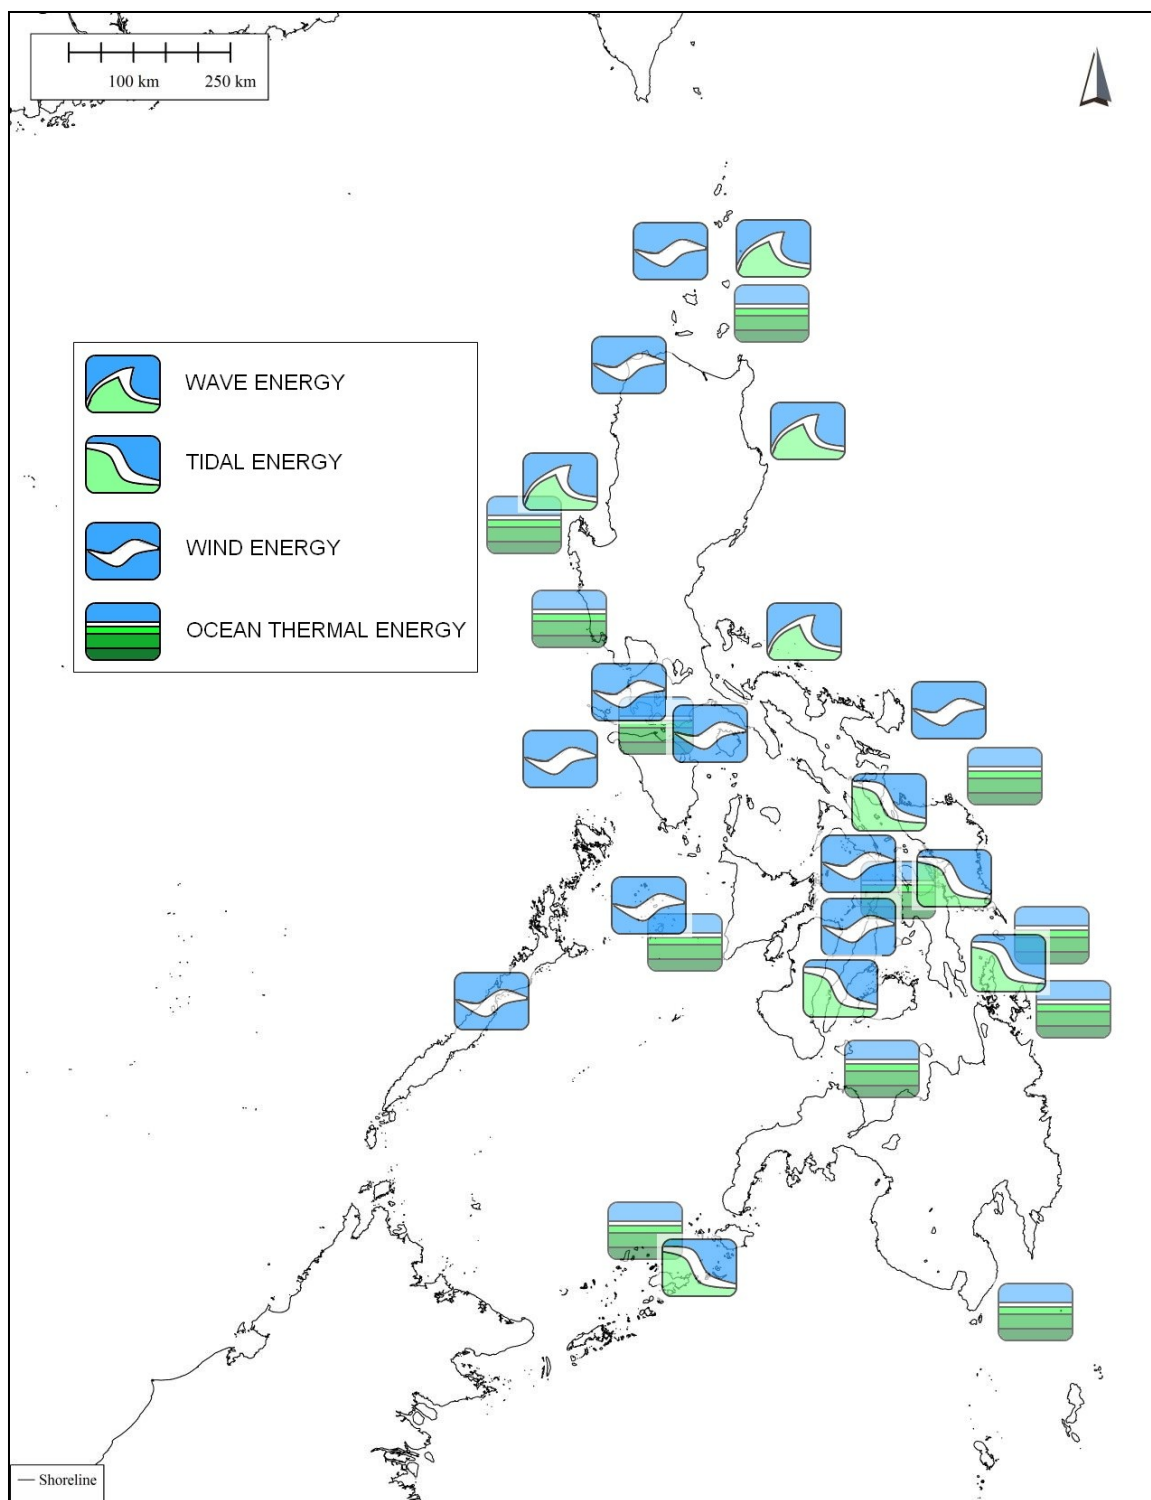 100 km 250 km
WAVE ENERGY
TIDAL ENERGY
WIND ENERGY
OCEAN THERMAL ENERGY
— Shoreline